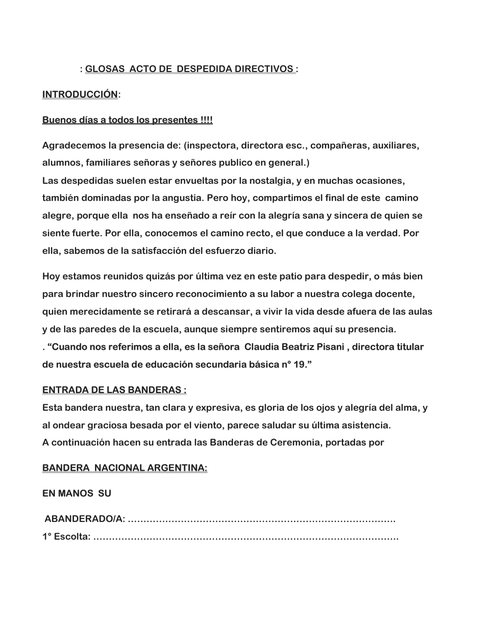 : GLOSAS ACTO DE DESPEDIDA DIRECTIVOS :
INTRODUCCIÓN:
Buenos días a todos los presentes !!!!
Agradecemos la presencia de: (inspectora, directora esc., compañeras, auxiliares,
alumnos, familiares señoras y señores publico en general.)
Las despedidas suelen estar envueltas por la nostalgia, y en muchas ocasiones,
también dominadas por la angustia. Pero hoy, compartimos el final de este camino
alegre, porque ella nos ha enseñado a reír con la alegría sana y sincera de quien se
siente fuerte. Por ella, conocemos el camino recto, el que conduce a la verdad. Por
ella, sabemos de la satisfacción del esfuerzo diario.
Hoy estamos reunidos quizás por última vez en este patio para despedir, o más bien
para brindar nuestro sincero reconocimiento a su labor a nuestra colega docente,
quien merecidamente se retirará a descansar, a vivir la vida desde afuera de las aulas
y de las paredes de la escuela, aunque siempre sentiremos aquí su presencia.
. “Cuando nos referimos a ella, es la señora Claudia Beatriz Pisani , directora titular
de nuestra escuela de educación secundaria básica n° 19.”
ENTRADA DE LAS BANDERAS :
Esta bandera nuestra, tan clara y expresiva, es gloria de los ojos y alegría del alma, y
al ondear graciosa besada por el viento, parece saludar su última asistencia.
A continuación hacen su entrada las Banderas de Ceremonia, portadas por
BANDERA NACIONAL ARGENTINA:
EN MANOS SU
ABANDERADO/A: ………………………………………………………………………….
1° Escolta: …………………………………………………………………………………….